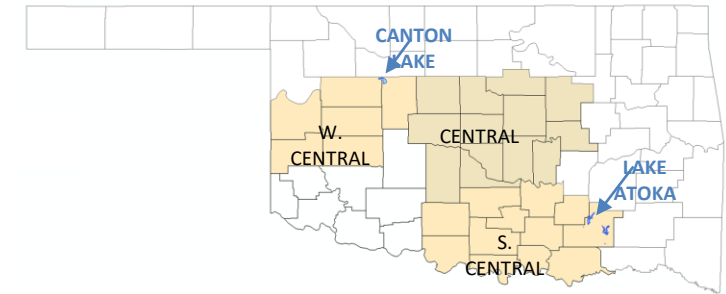 CANTON
LAKE
W.
CENTRAL
CENTRAL
LAKE
ATOKA
S.
CENTRAL